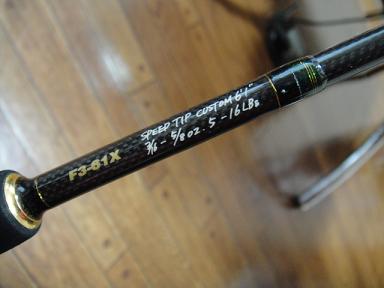 SPEED TIP CUSTOM 6'1"
3/16 - 5/8 oz. 5 - 16 LBs
F3-61X